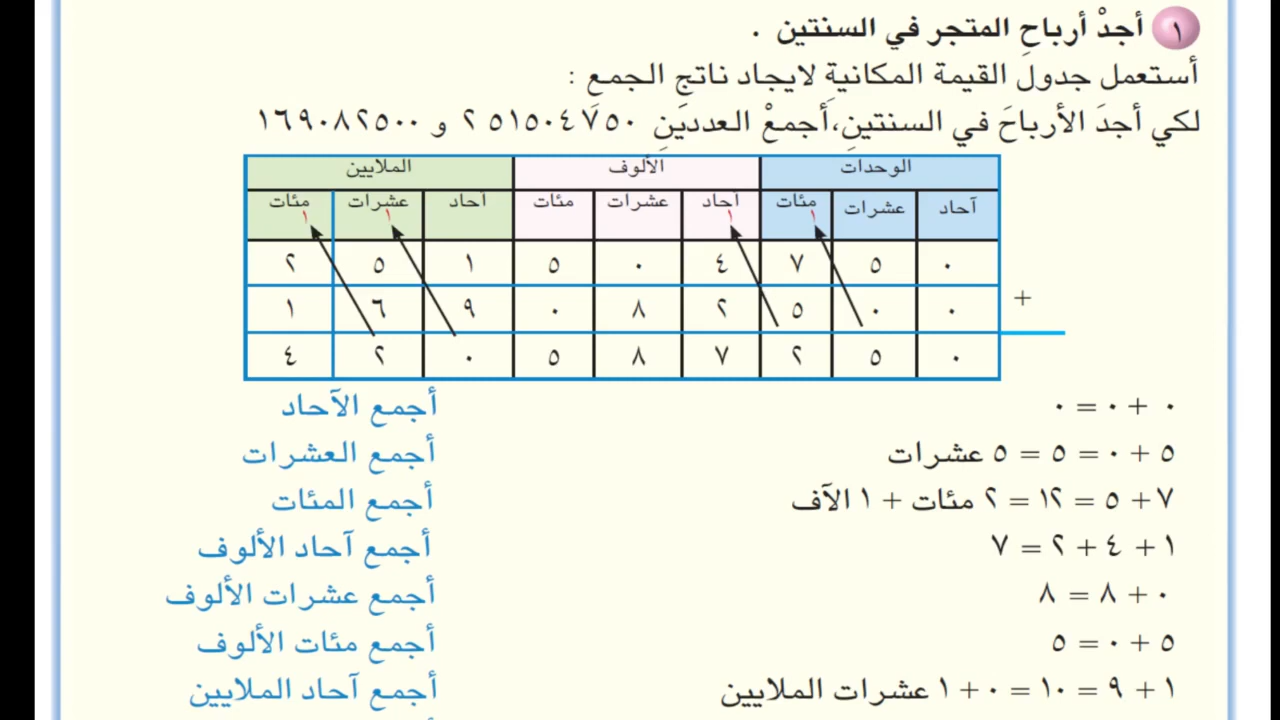 ١ أجدْ أرباحِ المتجر في السنتين .
أستعمل جدول القيمة المكانيةِ لايجاد ناتجِ الجمع :
لكي أجدَ الأرباحَ في السنتينِ،أجمعْ العددينِ ٢٥١٥٠٤٧٥٠ و ١٦٩٠٨٢٥٠٠
الوحدات الألوف الملايين
آحاد عشرات مئات أحاد عشرات مئات أحاد عشرات مئات
١ ١ ١ ١
٢ ٥ ١ ٥ ٠ ٤ ٧ ٥ ٠
+
١ ٦ ٩ ٠ ٨ ٢ ٥ ٠ ٠
٤ ٢ ٠ ٥ ٨ ٧ ٢ ٥ ٠
٠ + ٠ = ٠ أجمع الآحاد
٥ + ٠ = ٥ = ٥ عشرات أجمع العشرات
٧ + ٥ = ١٢ = ٢ مئات + ١ الآف أجمع المئات
١ + ٤ + ٢ = ٧ أجمع آحاد الألوف
٠ + ٨ = ٨ أجمع عشرات الألوف
٥ + ٠ = ٥ أجمع مئات الألوف
١ + ٩ = ١٠ = ٠ + ١ عشرات الملايين أجمع آحاد الملايين